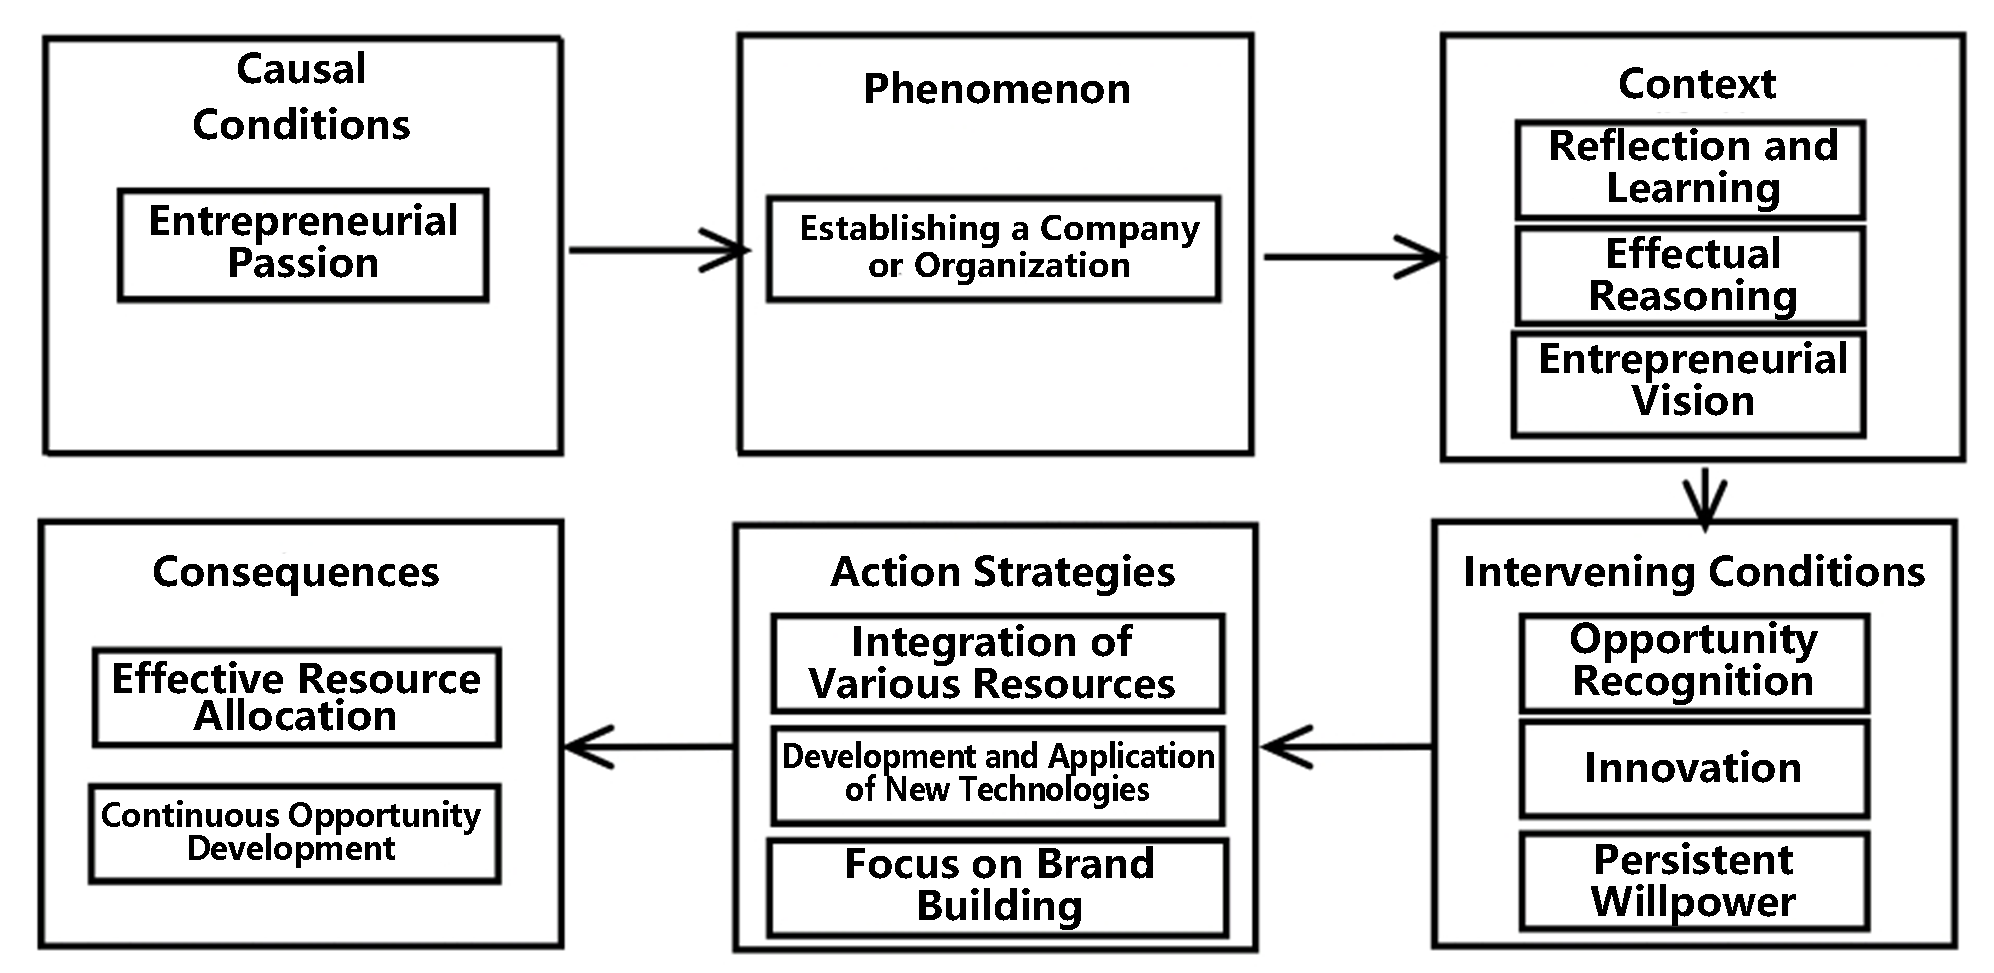 Causal
Conditions
Entrepreneurial
Passion
Phenomenon
Establishing a Company
or Organization
Context
Reflection and
Learning
Effectual
Reasoning
Entrepreneurial
Vision
Intervening Conditions
Opportunity
Recognition
Innovation
Persistent
Willpower
Action Strategies
Integration of
Various Resources
Development and Application
of New Technologies
Focus on Brand
Building
Consequences
Effective Resource
Allocation
Continuous Opportunity
Development